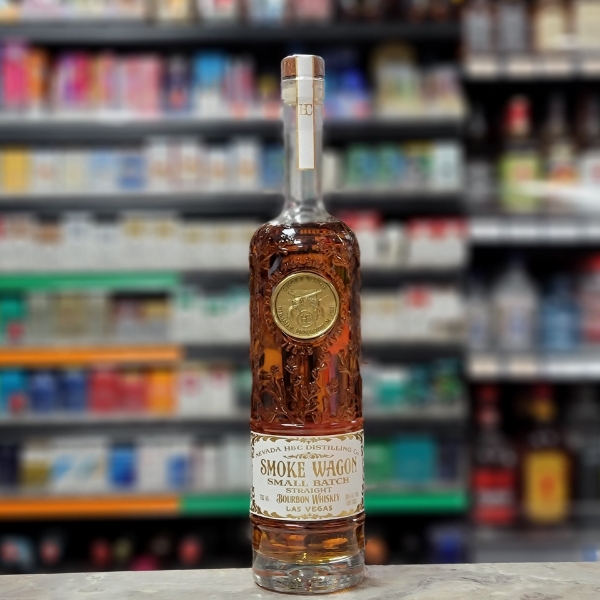 NEVADA H&C DISTILLING Co.
SMOKE WAGON
SMALL BATCH
STRAIGHT
BOURBON WHISKEY
LAS VEGAS